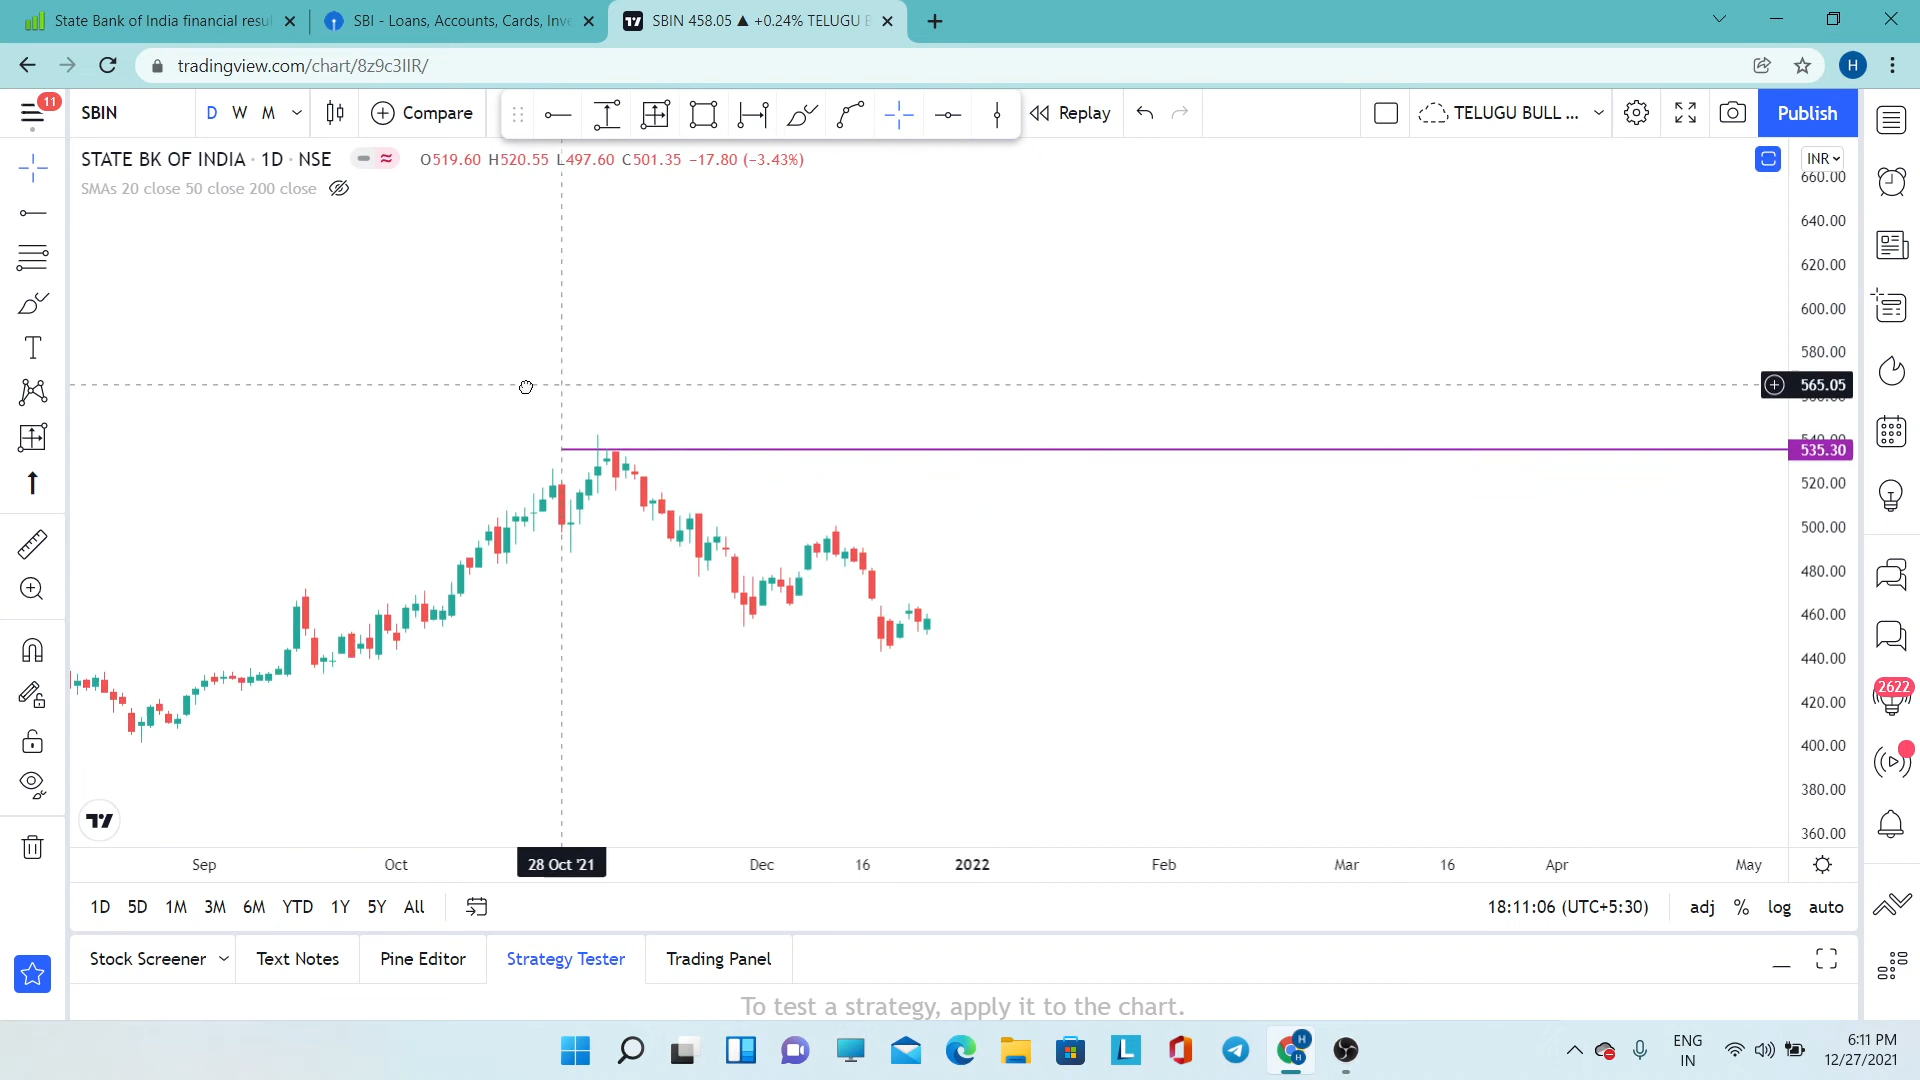 State Bank of India financial resu
SBI - Loans, Accounts, Cards, Inve
SBIN 458.05 ▲ +0.24% TELUGU B
tradingview.com/chart/8z9c3IIR/
H
11
SBIN
D W M
Compare
Replay
TELUGU BULL ...
Publish
STATE BK OF INDIA · 1D · NSE
O519.60 H520.55 L497.60 C501.35 −17.80 (−3.43%)
INR
SMAs 20 close 50 close 200 close
660.00
640.00
620.00
600.00
580.00
565.05
560.00
540.00
535.30
520.00
500.00
480.00
460.00
440.00
420.00
400.00
380.00
360.00
2622
Sep Oct 28 Oct '21 Dec 16 2022 Feb Mar 16 Apr May
1D 5D 1M 3M 6M YTD 1Y 5Y All
18:11:06 (UTC+5:30) adj % log auto
Stock Screener Text Notes Pine Editor Strategy Tester Trading Panel
To test a strategy, apply it to the chart.
ENG
IN
6:11 PM
12/27/2021